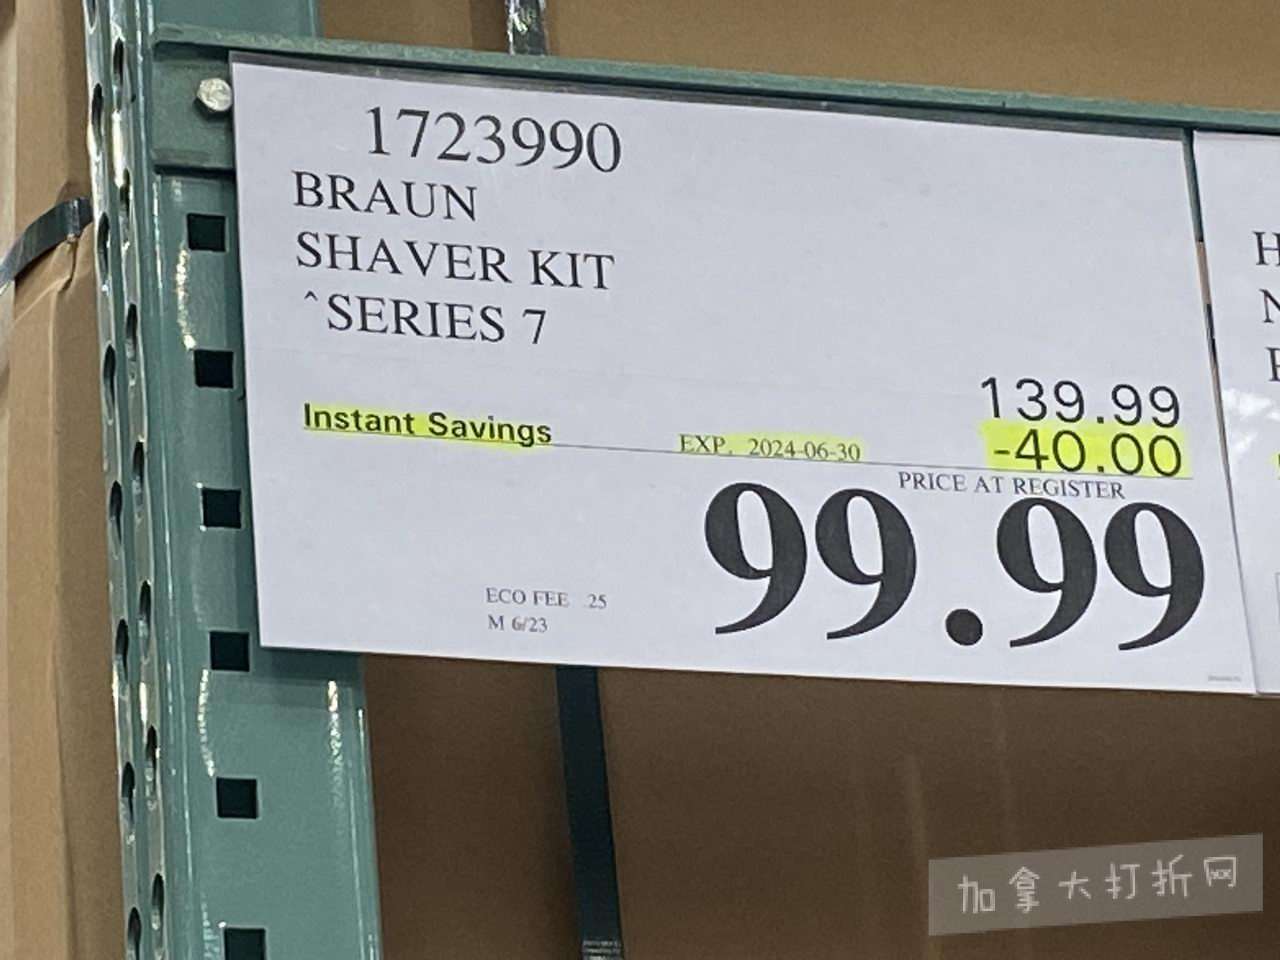 1723990
BRAUN
SHAVER KIT
^SERIES 7
139.99
Instant Savings EXP. 2024-06-30 -40.00
PRICE AT REGISTER
99.99
ECO FEE .25
M 6/23
H
N
加拿大打折网